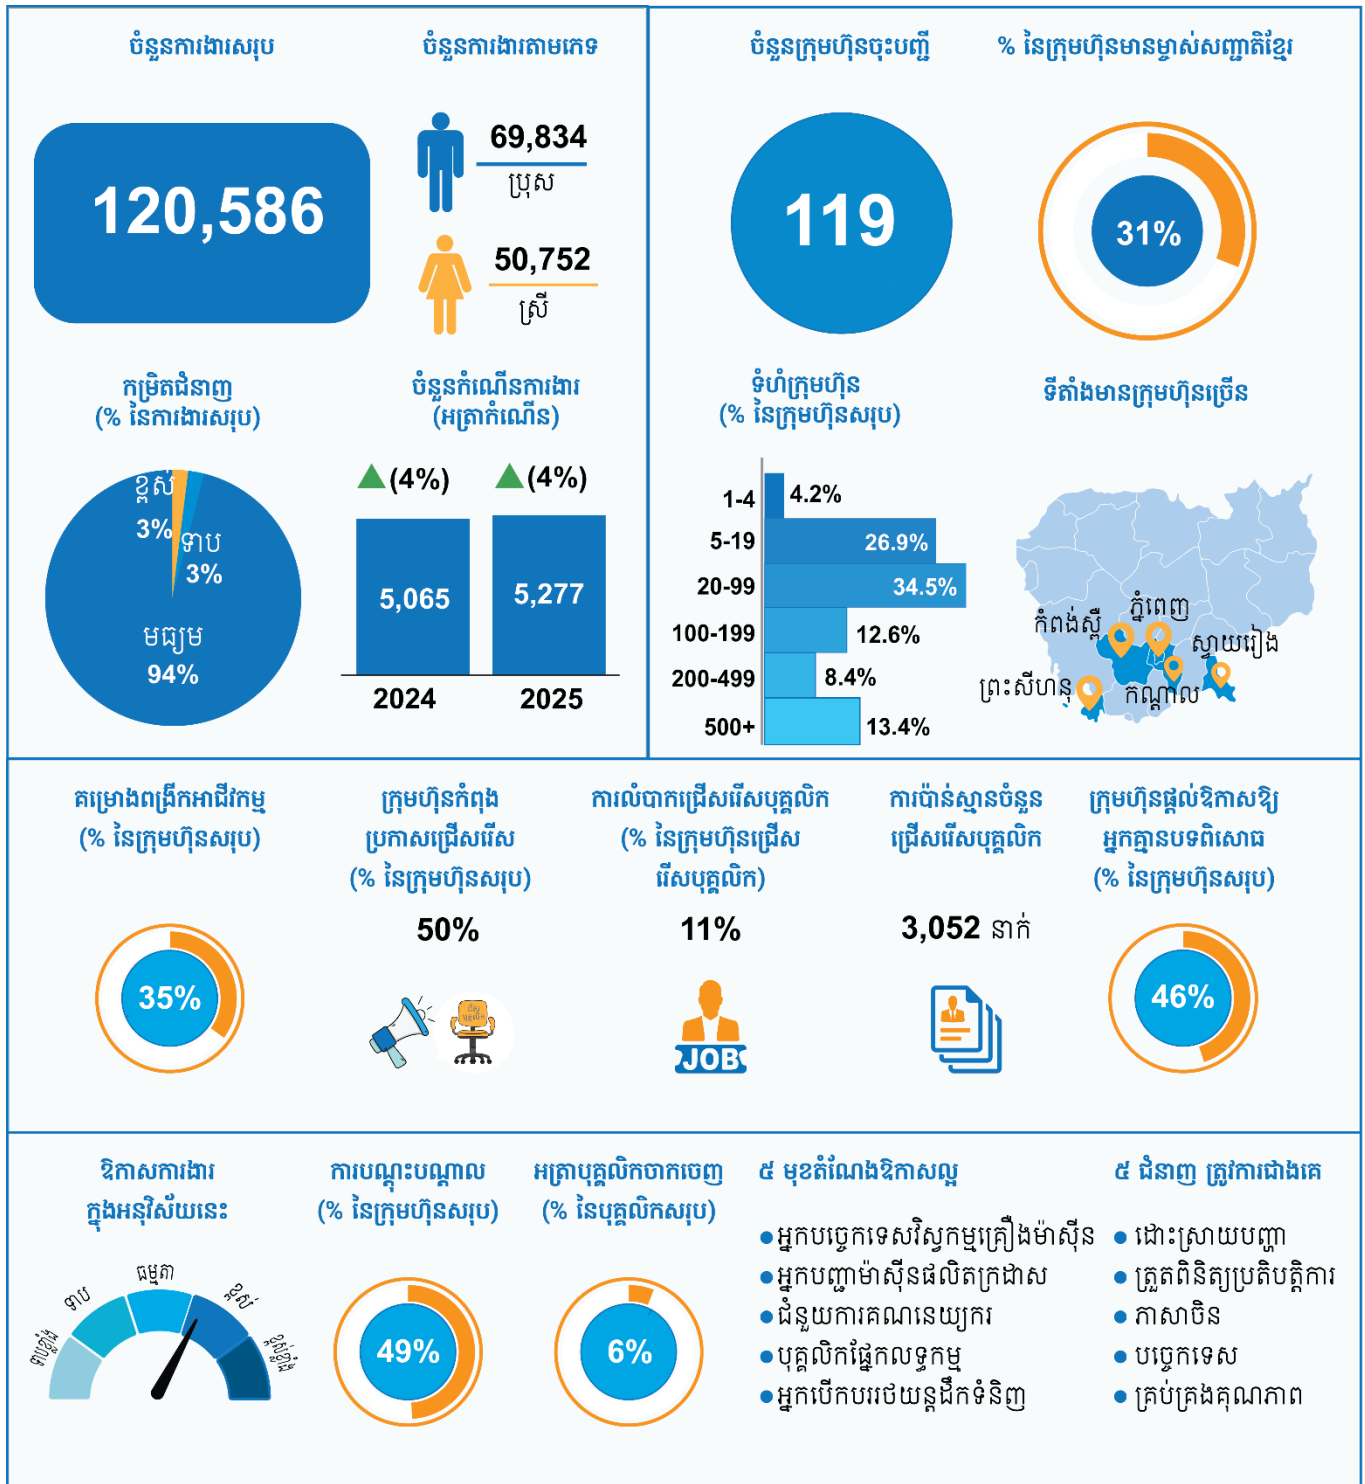 ចំនួនការងារសរុប
120,586
ចំនួនការងារតាមភេទ
69,834
ប្រុស
50,752
ស្រី
កម្រិតជំនាញ
(% នៃការងារសរុប)
ខ្ពស់
3%
ទាប
3%
មធ្យម
94%
ចំនួនកំណើនការងារ
(អត្រាកំណើន)
(4%) (4%)
5,065 5,277
2024 2025
ចំនួនក្រុមហ៊ុនចុះបញ្ជី
119
% នៃក្រុមហ៊ុនមានម្ចាស់សញ្ជាតិខ្មែរ
31%
ទំហំក្រុមហ៊ុន
(% នៃក្រុមហ៊ុនសរុប)
1-4 4.2%
5-19 26.9%
20-99 34.5%
100-199 12.6%
200-499 8.4%
500+ 13.4%
ទីតាំងមានក្រុមហ៊ុនច្រើន
ភ្នំពេញ
កំពង់ស្ពឺ
ស្វាយរៀង
ព្រះសីហនុ
កណ្តាល
គម្រោងពង្រីកអាជីវកម្ម
(% នៃក្រុមហ៊ុនសរុប)
35%
ក្រុមហ៊ុនកំពុង
ប្រកាសជ្រើសរើស
(% នៃក្រុមហ៊ុនសរុប)
50%
ជ្រើស
បុគ្គលិក
ការលំបាកជ្រើសរើសបុគ្គលិក
(% នៃក្រុមហ៊ុនជ្រើស
រើសបុគ្គលិក)
11%
JOB
ការប៉ាន់ស្មានចំនួន
ជ្រើសរើសបុគ្គលិក
3,052 នាក់
ក្រុមហ៊ុនផ្តល់ឱកាសឱ្យ
អ្នកគ្មានបទពិសោធ
(% នៃក្រុមហ៊ុនសរុប)
46%
ឱកាសការងារ
ក្នុងអនុវិស័យនេះ
ទាបខ្លាំង
ទាប
ធម្មតា
ខ្ពស់
ខ្ពស់ខ្លាំង
ការបណ្តុះបណ្តាល
(% នៃក្រុមហ៊ុនសរុប)
49%
អត្រាបុគ្គលិកចាកចេញ
(% នៃបុគ្គលិកសរុប)
6%
៥ មុខតំណែងឱកាសល្អ
អ្នកបច្ចេកទេសវិស្វកម្មគ្រឿងម៉ាស៊ីន
អ្នកបញ្ជាម៉ាស៊ីនផលិតក្រដាស
ជំនួយការគណនេយ្យករ
បុគ្គលិកផ្នែកលទ្ធកម្ម
អ្នកបើកបររថយន្តដឹកទំនិញ
៥ ជំនាញ ត្រូវការជាងគេ
ដោះស្រាយបញ្ហា
ត្រួតពិនិត្យប្រតិបត្តិការ
ភាសាចិន
បច្ចេកទេស
គ្រប់គ្រងគុណភាព